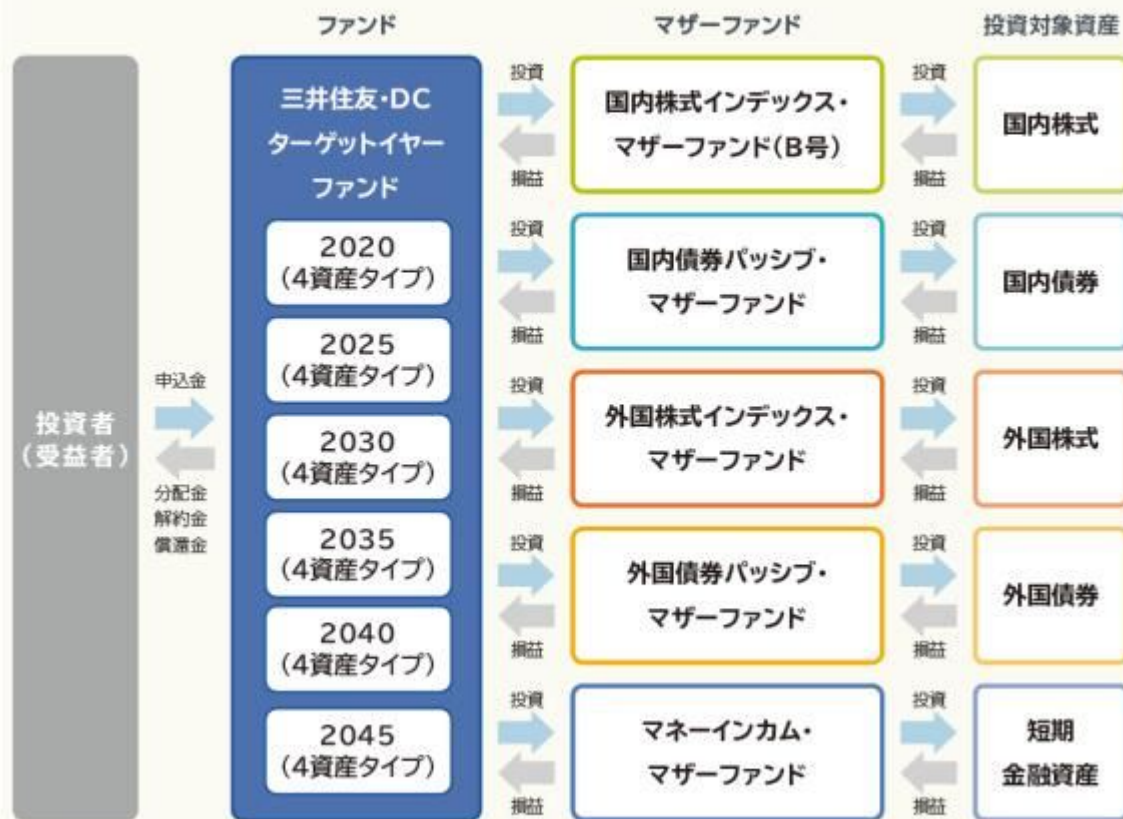 ファンド
マザーファンド
投資対象資産
投資者
（受益者）
申込金
分配金
解約金
償還金
三井住友・DC
ターゲットイヤー
ファンド
2020
（4資産タイプ）
2025
（4資産タイプ）
2030
（4資産タイプ）
2035
（4資産タイプ）
2040
（4資産タイプ）
2045
（4資産タイプ）
投資
損益
国内株式インデックス・
マザーファンド（B号）
投資
損益
国内株式
投資
損益
国内債券パッシブ・
マザーファンド
投資
損益
国内債券
投資
損益
外国株式インデックス・
マザーファンド
投資
損益
外国株式
投資
損益
外国債券パッシブ・
マザーファンド
投資
損益
外国債券
投資
損益
マネーインカム・
マザーファンド
投資
損益
短期
金融資産